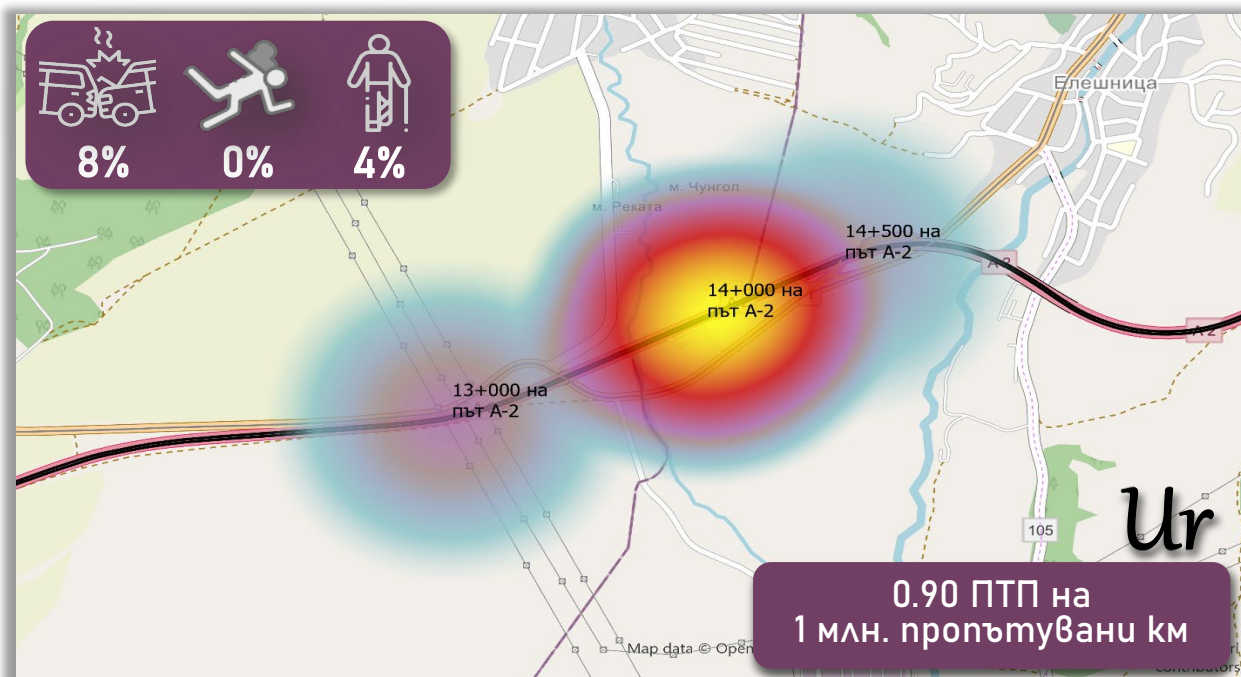 8% 0% 4%
Елешница
м. Чунгол
м. Реката
14+500 на
път А-2
A-2
14+000 на
път А-2
A-2
13+000 на
път А-2
105
Ur
0.90 ПТП на
1 млн. пропътувани км
Map data © Open
contributors